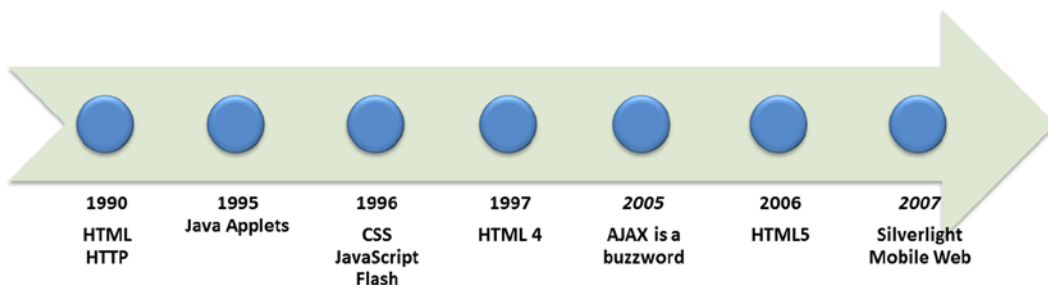 1990
HTML
HTTP
1995
Java Applets
1996
CSS
JavaScript
Flash
1997
HTML 4
2005
AJAX is a
buzzword
2006
HTML5
2007
Silverlight
Mobile Web